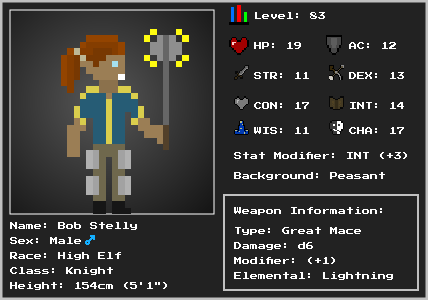 Level: 83
HP: 19 AC: 12
STR: 11 DEX: 13
CON: 17 INT: 14
WIS: 11 CHA: 17
Stat Modifier: INT (+3)
Background: Peasant
Name: Bob Stelly
Sex: Male
Race: High Elf
Class: Knight
Height: 154cm (5'1")
Weapon Information:
Type: Great Mace
Damage: d6
Modifier: (+1)
Elemental: Lightning